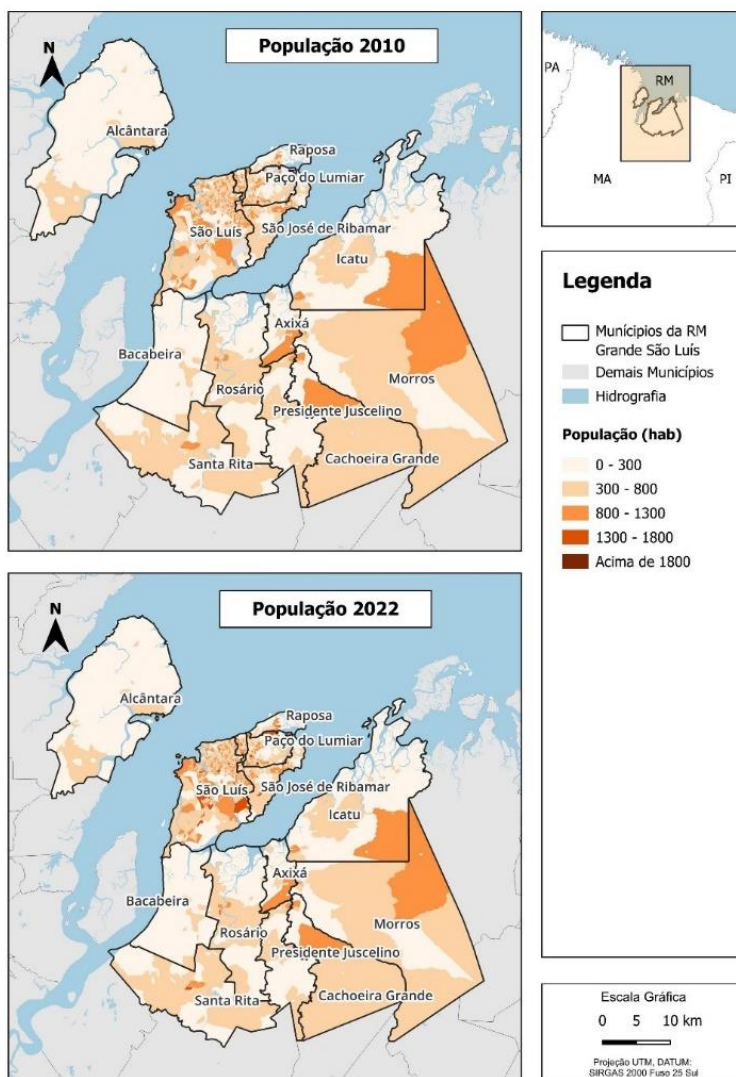 População 2010
N
Alcântara
Raposa
Paço do Lumiar
São Luís
São José de Ribamar
Icatu
Axixá
Bacabeira
Rosário
Morros
Presidente Juscelino
Santa Rita
Cachoeira Grande
PA
RM
MA
PI
Legenda
Munícipios da RM
Grande São Luís
Demais Municípios
Hidrografia
População (hab)
0 - 300
300 - 800
800 - 1300
1300 - 1800
Acima de 1800
População 2022
N
Alcântara
Raposa
Paço do Lumiar
São Luís
São José de Ribamar
Icatu
Axixá
Bacabeira
Rosário
Morros
Presidente Juscelino
Santa Rita
Cachoeira Grande
Escala Gráfica
0 5 10 km
Projeção UTM, DATUM:
SIRGAS 2000 Fuso 25 Sul